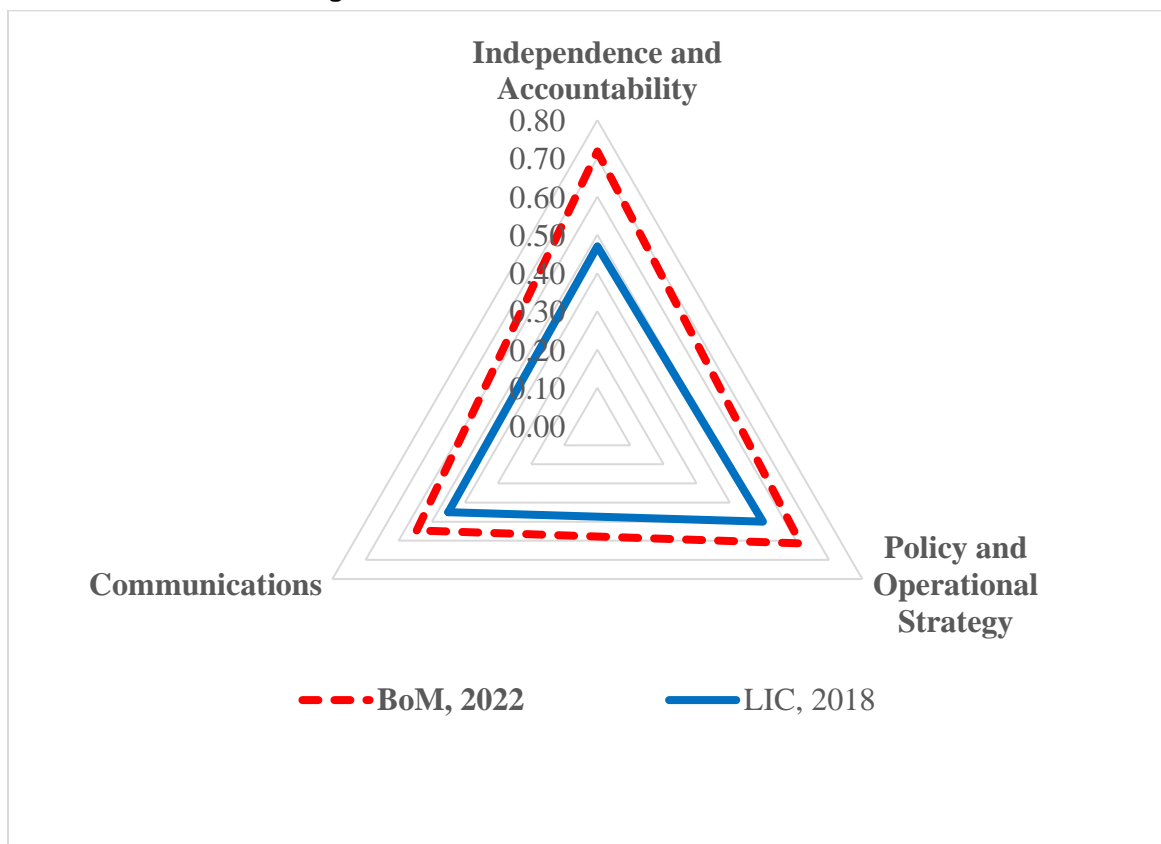 Independence and
Accountability
0.80
0.70
0.60
0.50
0.40
0.30
0.20
0.10
0.00
Policy and
Operational
Strategy
Communications
BoM, 2022
LIC, 2018